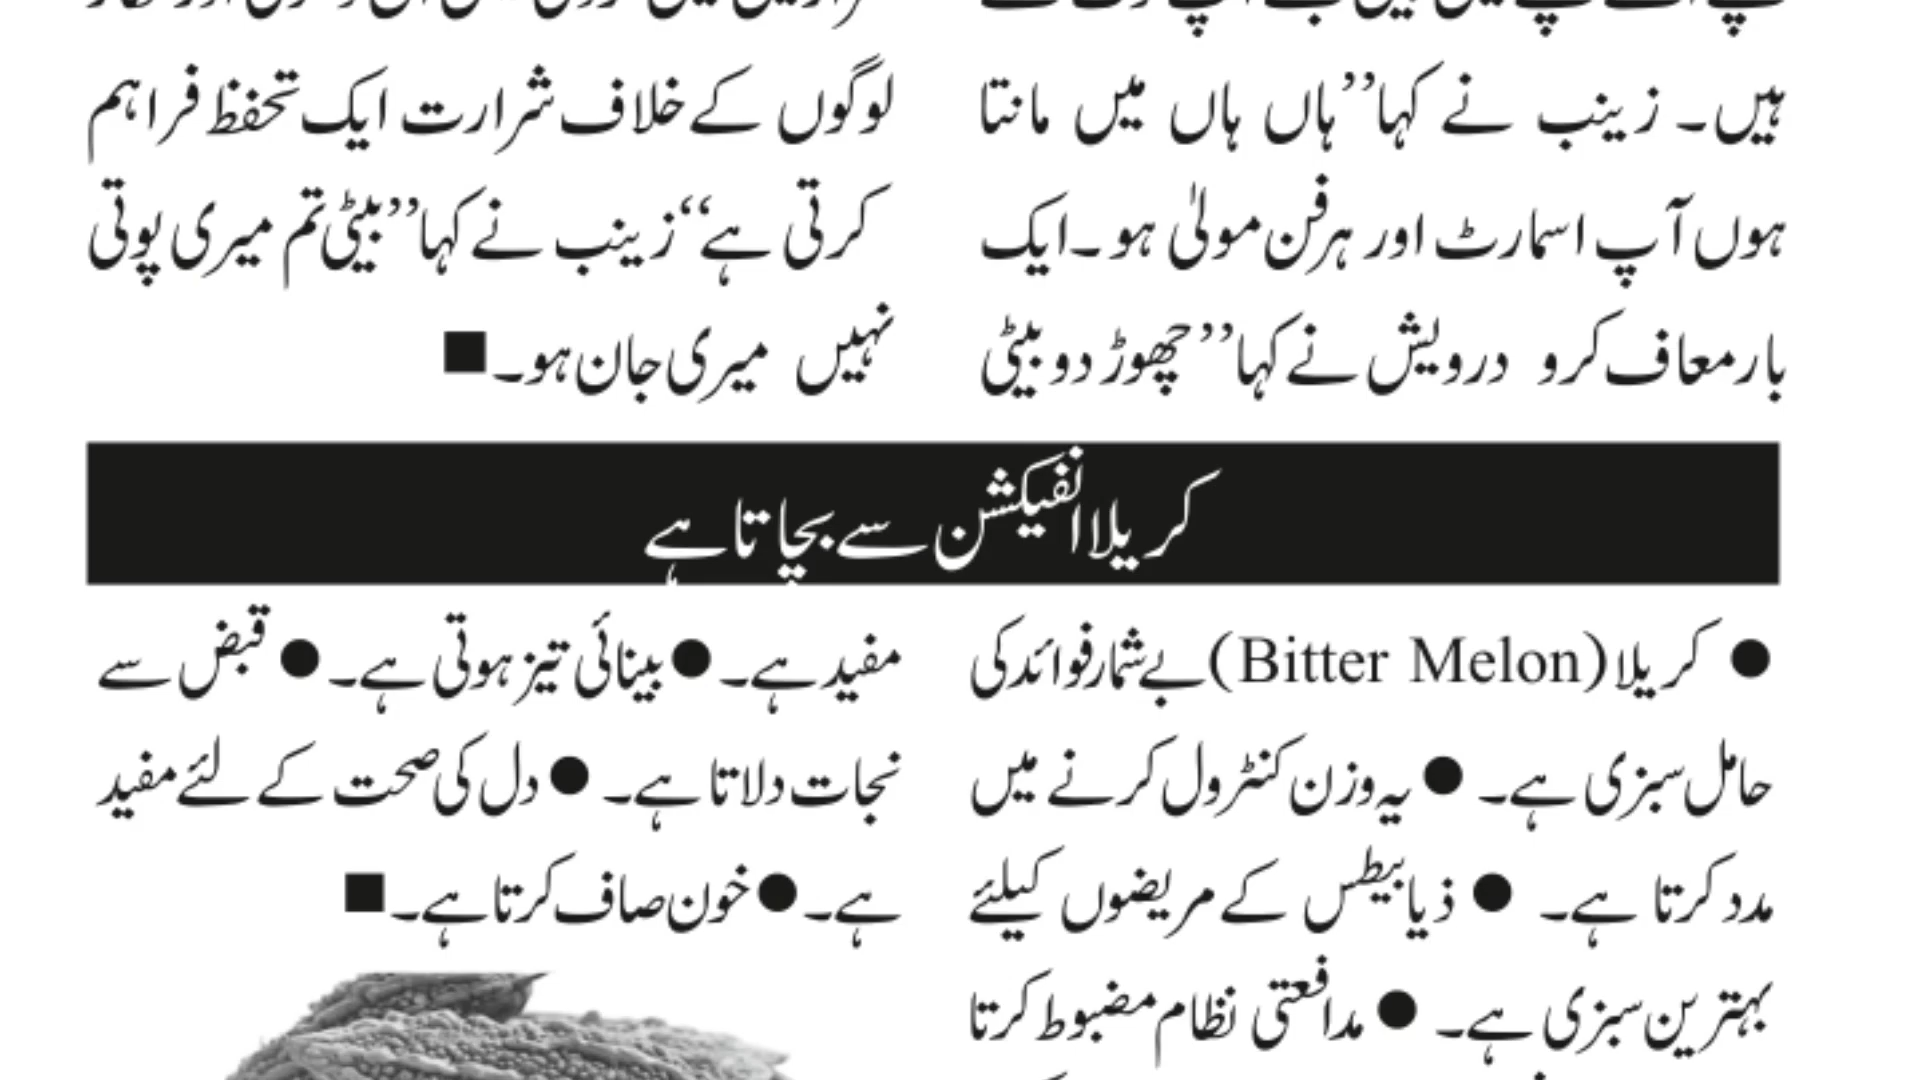 ہیں۔ زینب نے کہا’’ہاں ہاں میں مانتا
ہوں آپ اسمارٹ اور ہرفن مولیٰ ہو۔ایک
بارمعاف کرو درویش نے کہا’’چھوڑ دو بیٹی
لوگوں کے خلاف شرارت ایک تحفظ فراہم
کرتی ہے‘‘زینب نے کہا’’بیٹی تم میری پوتی
نہیں میری جان ہو۔■
کریلا انفیکشن سے بچاتا ہے
● کریلا (Bitter Melon) بےشمارفوائد کی
حامل سبزی ہے۔ ● یہ وزن کنٹرول کرنے میں
مدد کرتا ہے۔ ● ذیابیطس کے مریضوں کیلئے
بہترین سبزی ہے۔ ● مدافعتی نظام مضبوط کرتا
مفید ہے۔ ● بینائی تیز ہوتی ہے۔ ● قبض سے
نجات دلاتا ہے۔ ● دل کی صحت کے لئے مفید
ہے۔ ● خون صاف کرتا ہے۔■